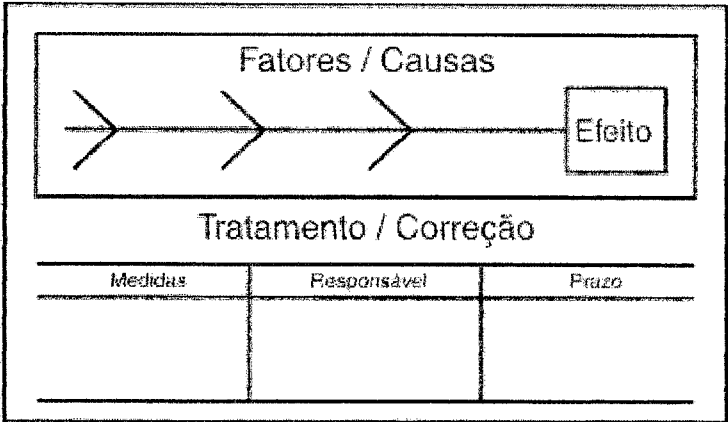 Fatores / Causas
Efeito
Tratamento / Correção
Medidas Responsável Prazo